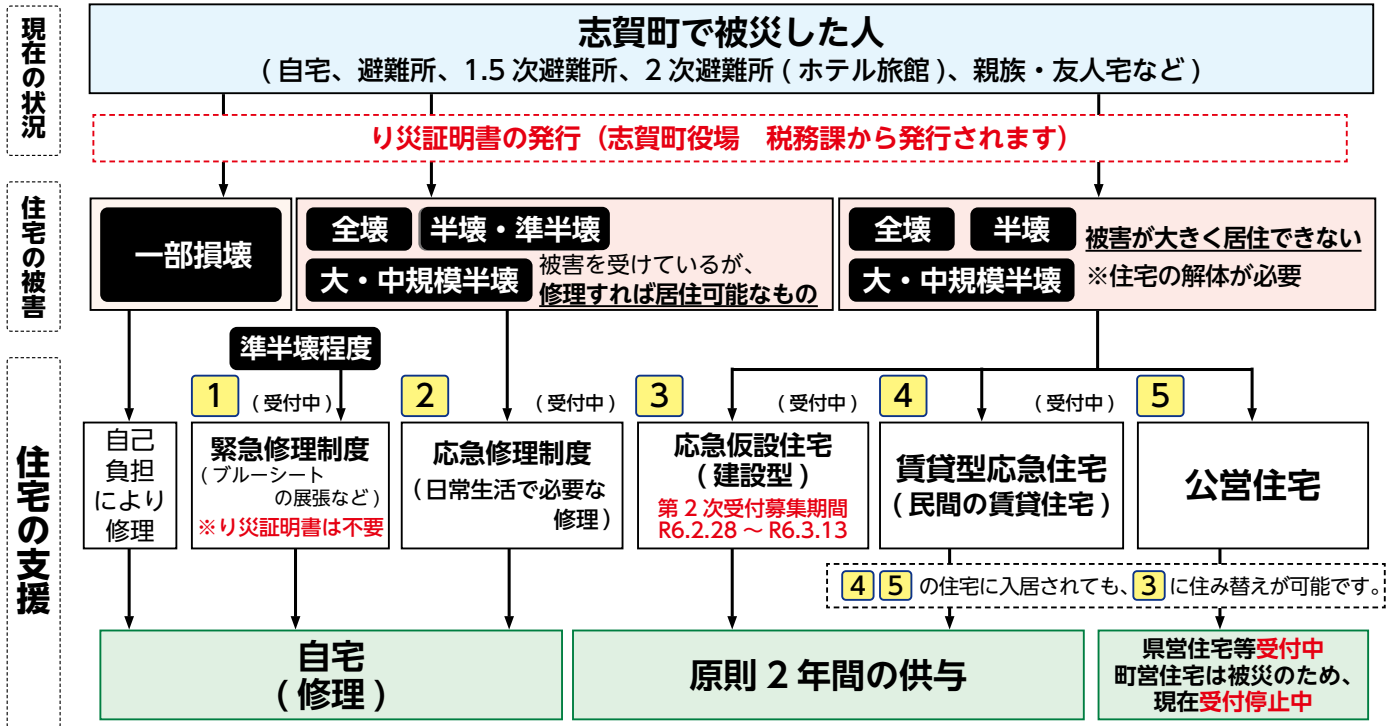 現在の状況
志賀町で被災した人
(自宅、避難所、1.5次避難所、2次避難所(ホテル旅館)、親族・友人宅など)
り災証明書の発行（志賀町役場　税務課から発行されます）
住宅の被害
一部損壊
全壊
半壊・準半壊
大・中規模半壊
被害を受けているが、
修理すれば居住可能なもの
全壊
半壊
大・中規模半壊
被害が大きく居住できない
※住宅の解体が必要
住宅の支援
準半壊程度
自己
負担
により
修理
1
(受付中)
緊急修理制度
(ブルーシート
の展張など)
※り災証明書は不要
2
応急修理制度
(日常生活で必要な
修理)
(受付中)
3
応急仮設住宅
(建設型)
第2次受付募集期間
R6.2.28～R6.3.13
(受付中)
4
賃貸型応急住宅
(民間の賃貸住宅)
(受付中)
5
公営住宅
4 5 の住宅に入居されても、3 に住み替えが可能です。
自宅
(修理)
原則2年間の供与
県営住宅等受付中
町営住宅は被災のため、
現在受付停止中